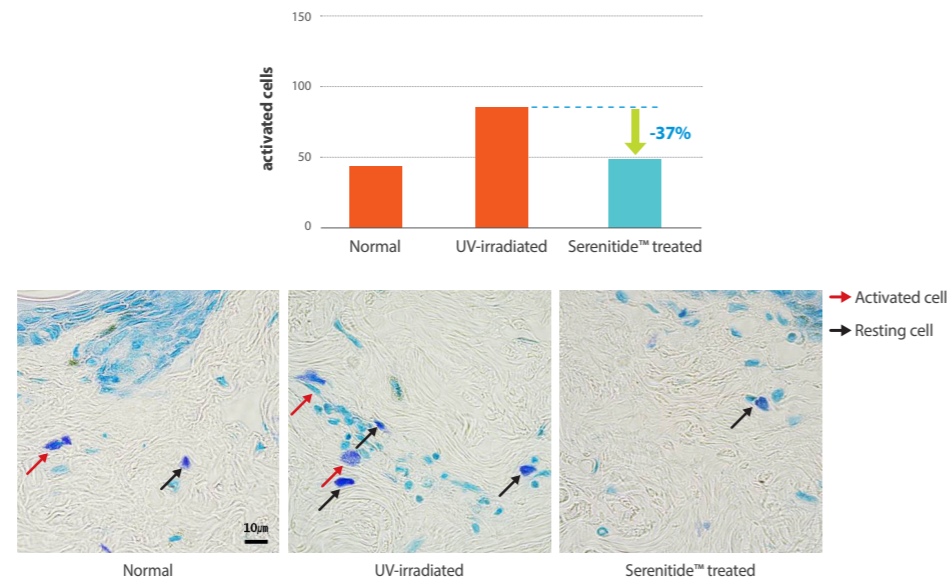 150
activated cells
100
-37%
50
0
Normal
UV-irradiated
Serenitide™ treated
Activated cell
Resting cell
10㎛
Normal
UV-irradiated
Serenitide™ treated